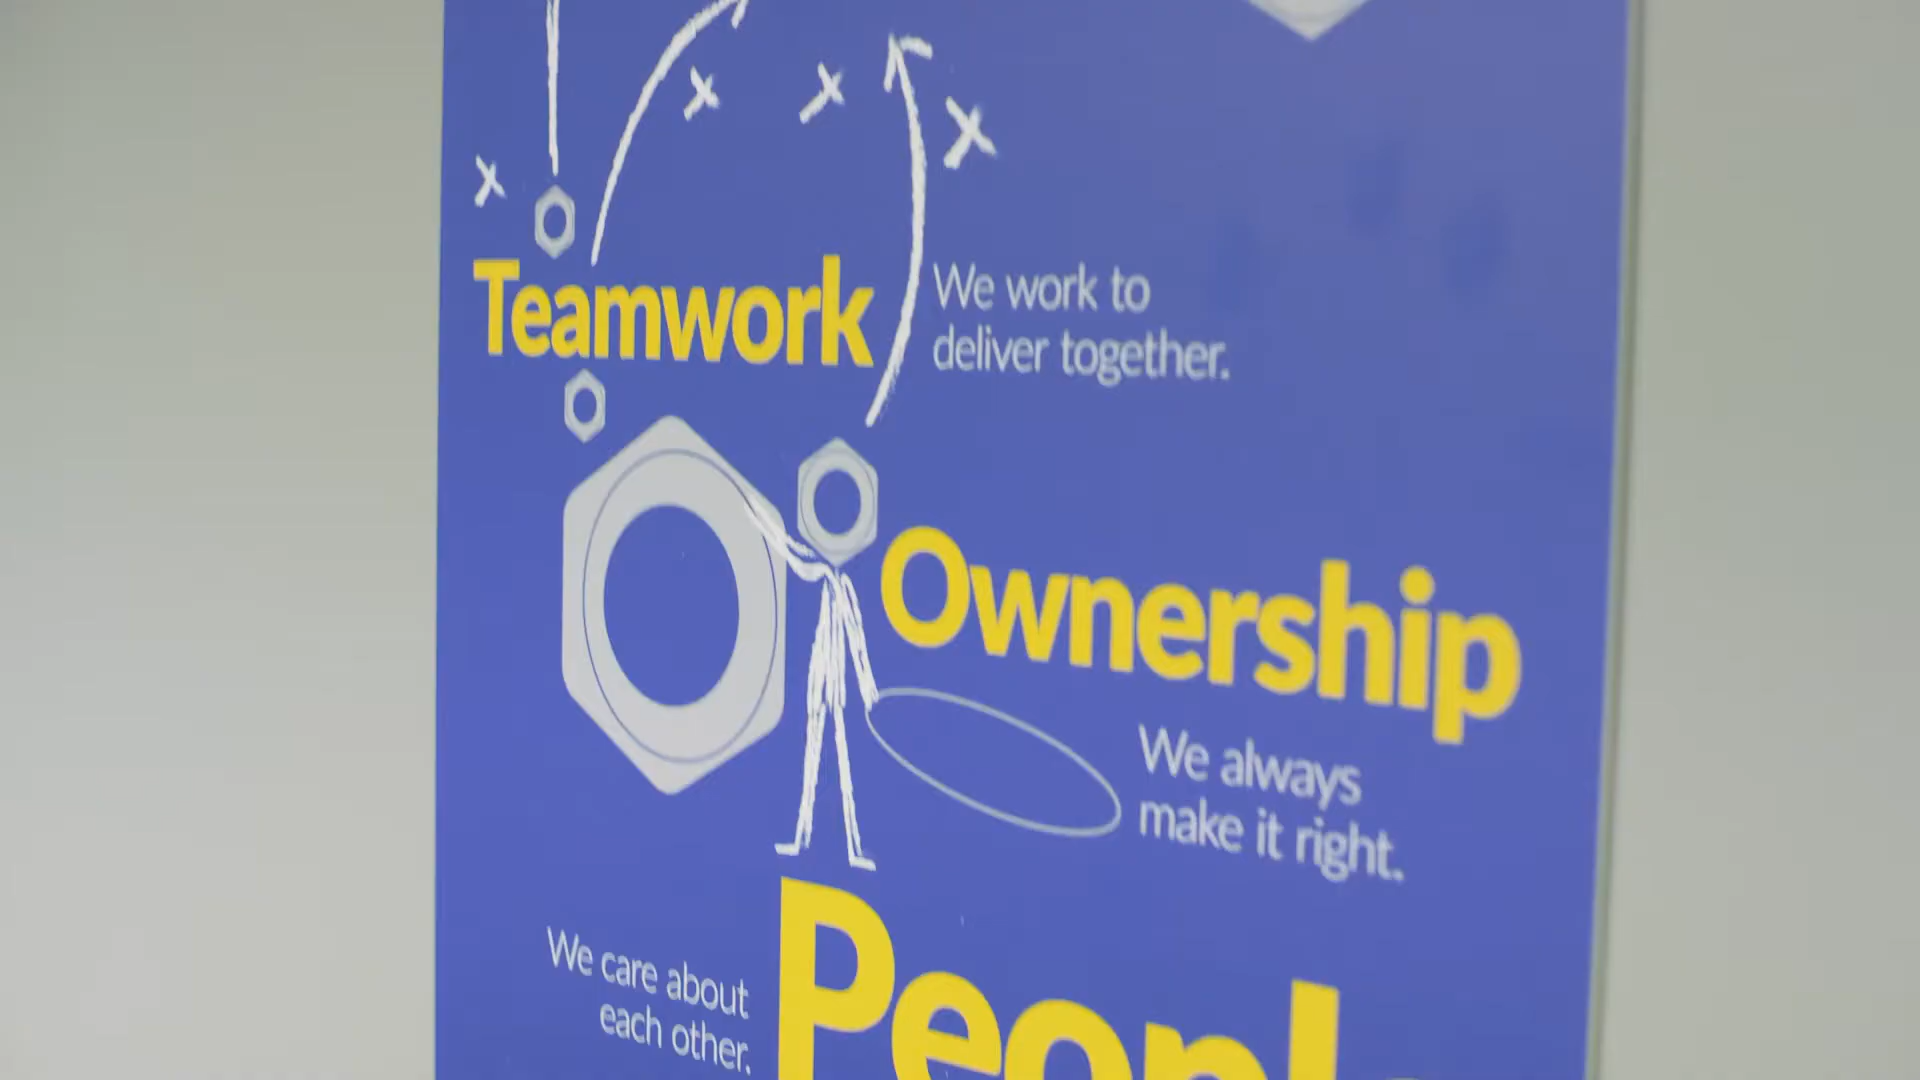 Teamwork
We work to
deliver together.
Ownership
We always
make it right.
We care about
each other.